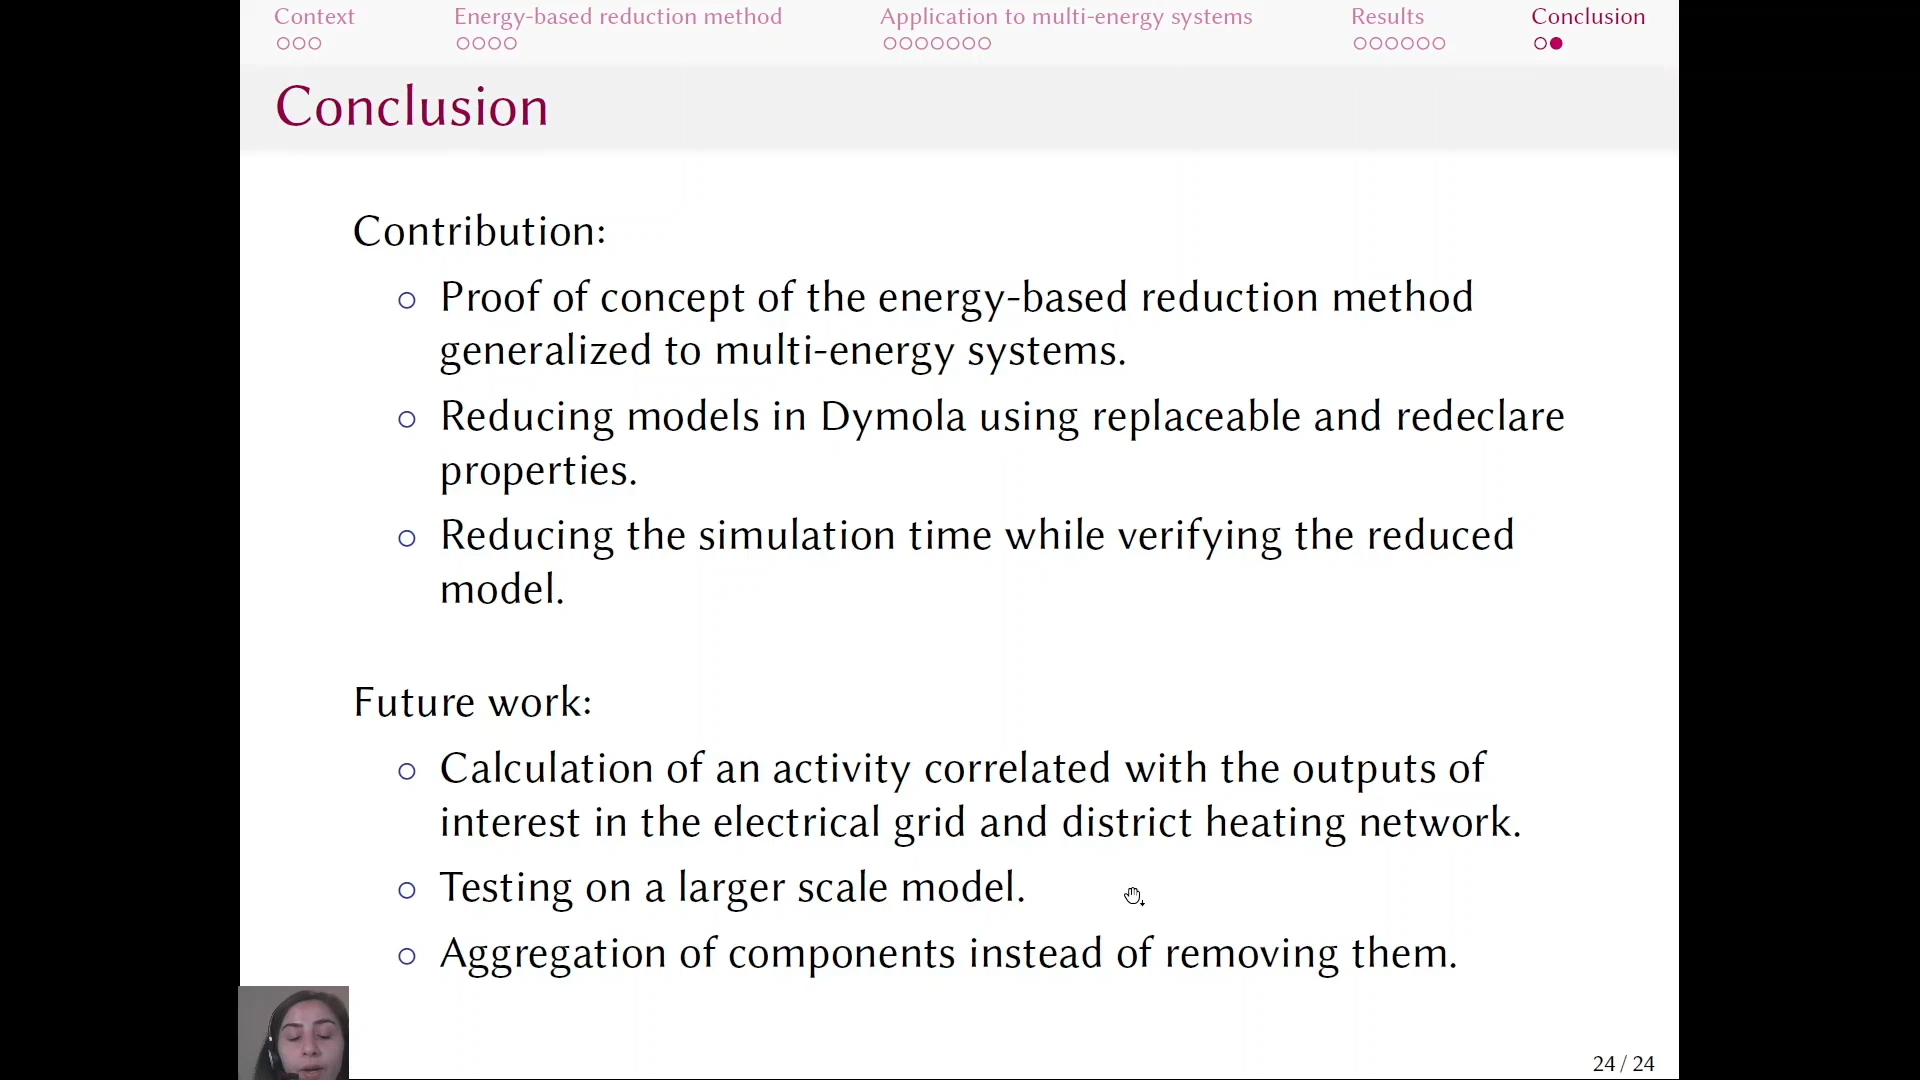 Context Energy-based reduction method Application to multi-energy systems Results Conclusion
Conclusion
Contribution:
Proof of concept of the energy-based reduction method
generalized to multi-energy systems.
Reducing models in Dymola using replaceable and redeclare
properties.
Reducing the simulation time while verifying the reduced
model.
Future work:
Calculation of an activity correlated with the outputs of
interest in the electrical grid and district heating network.
Testing on a larger scale model.
Aggregation of components instead of removing them.
24 / 24